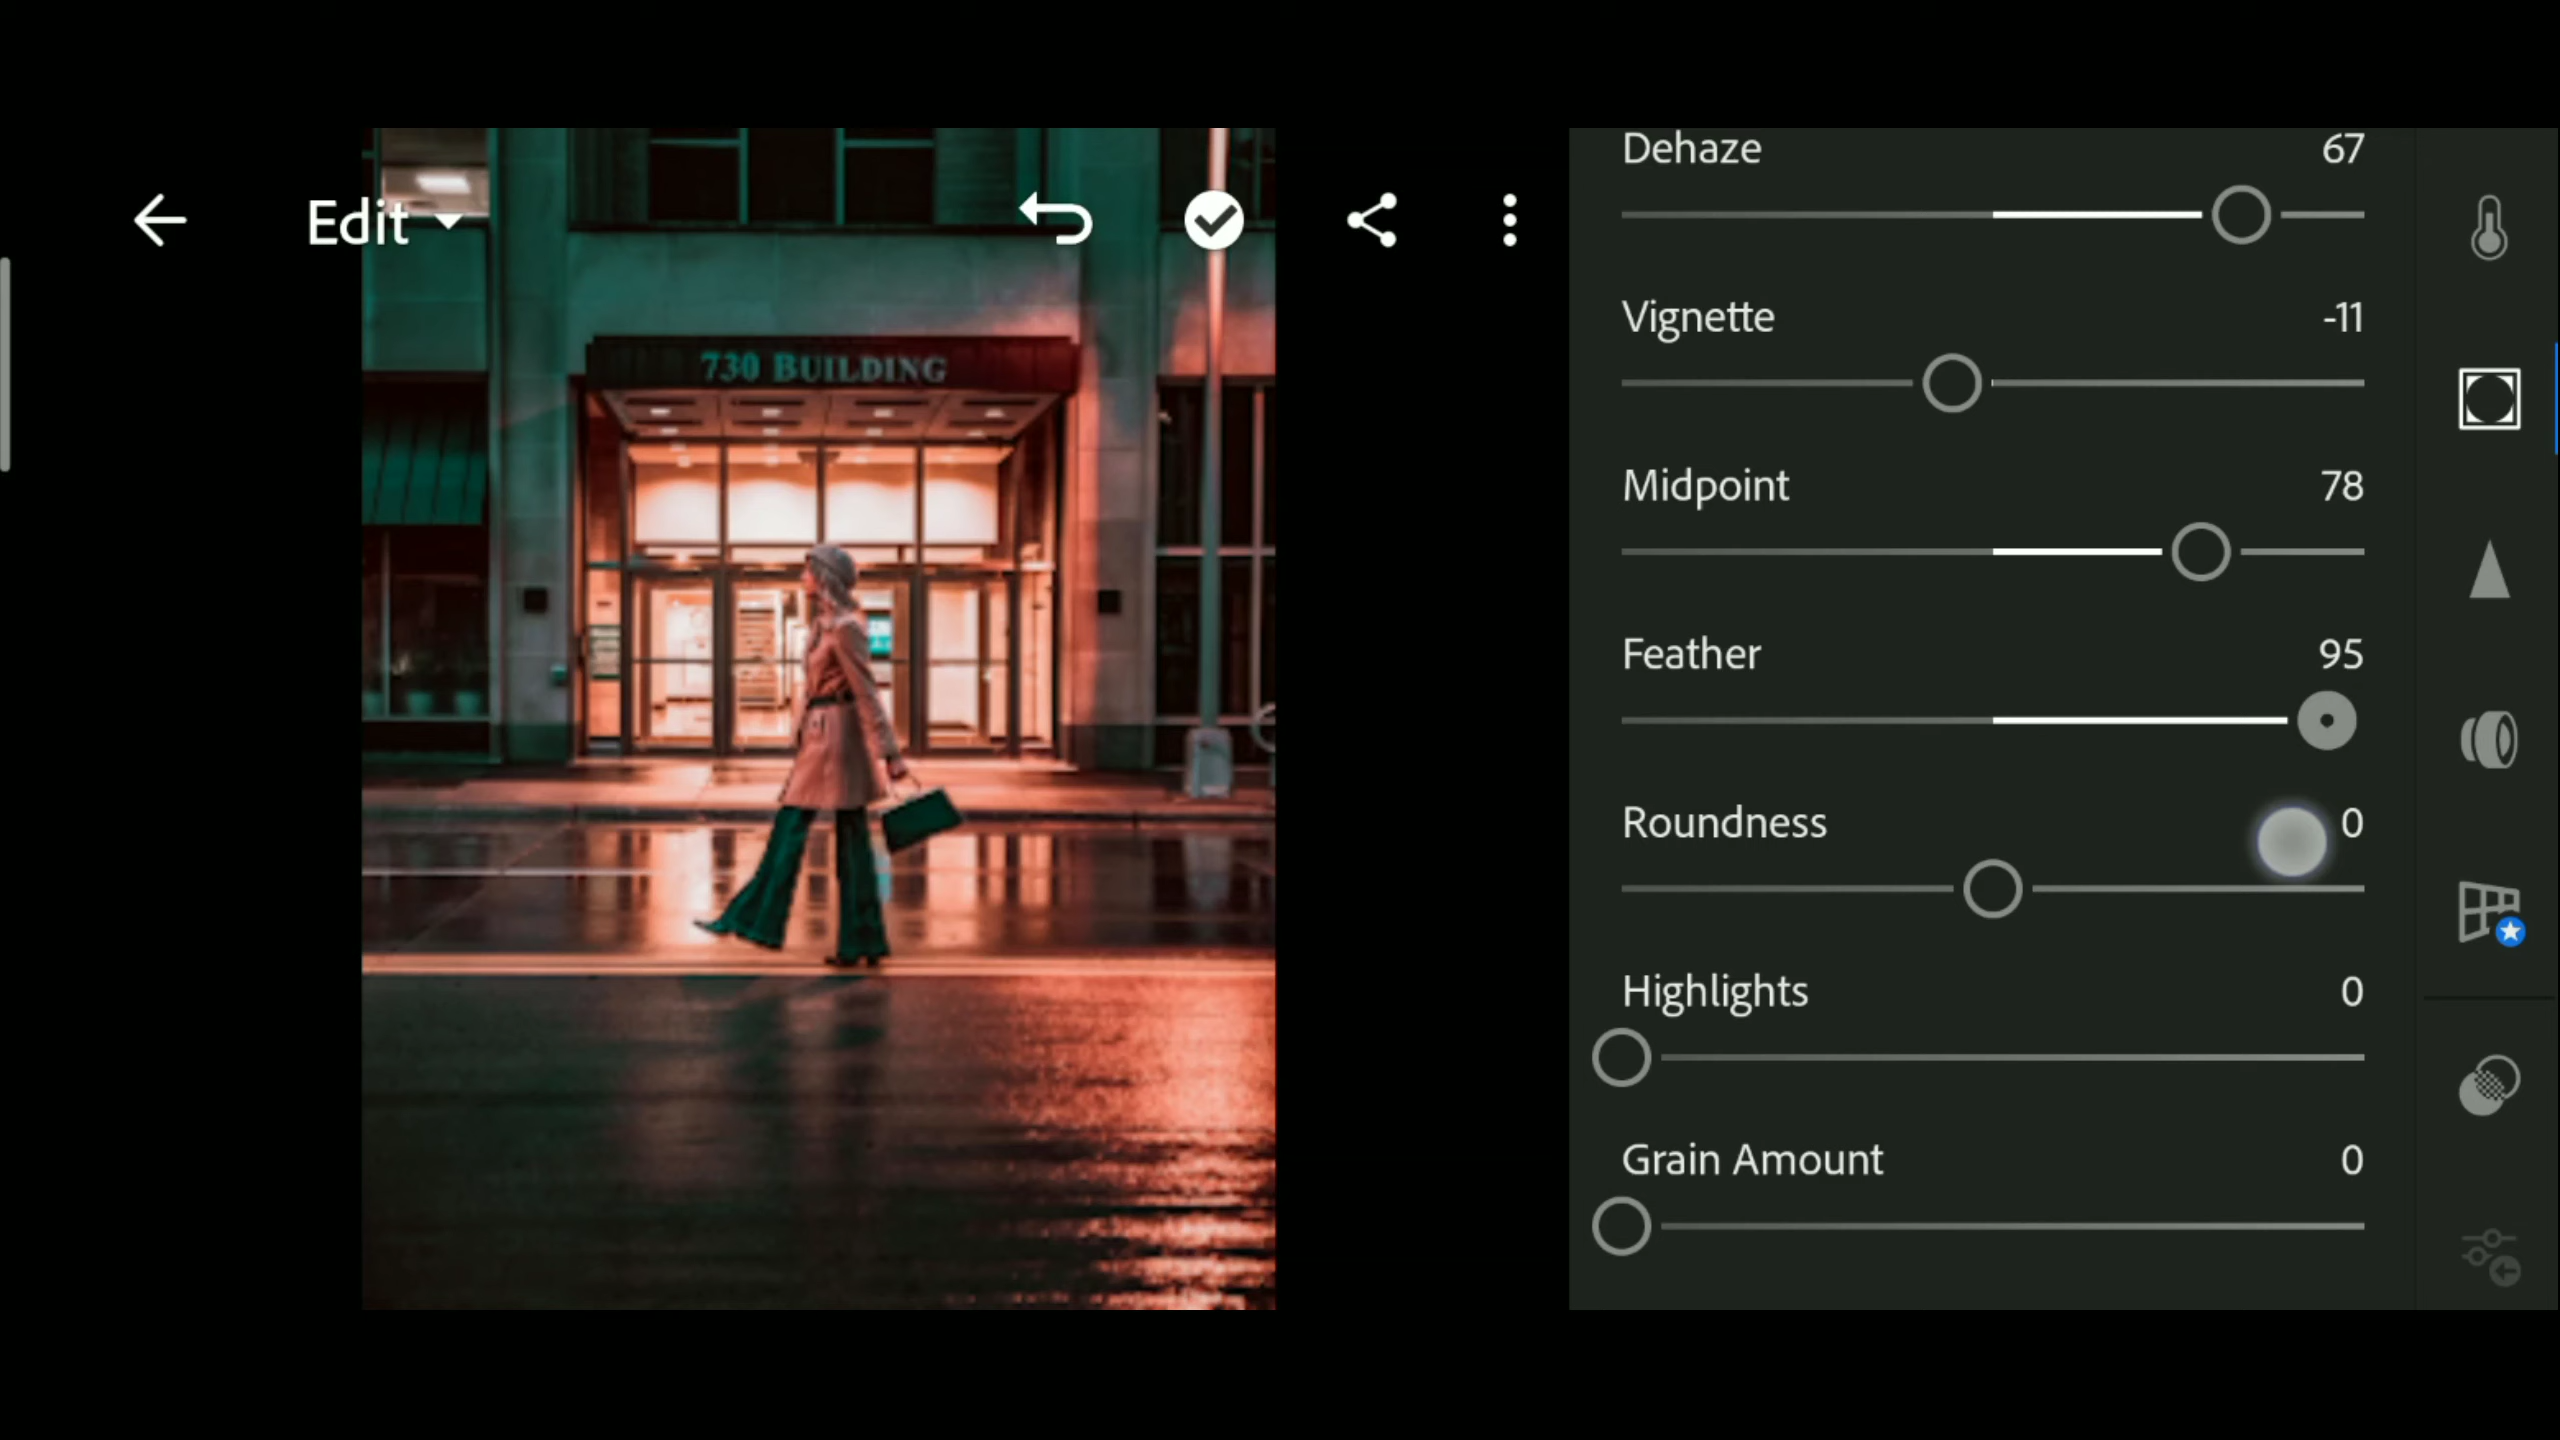 Edit
730 BUILDING
Dehaze 67
Vignette -11
Midpoint 78
Feather 95
Roundness 0
Highlights 0
Grain Amount 0